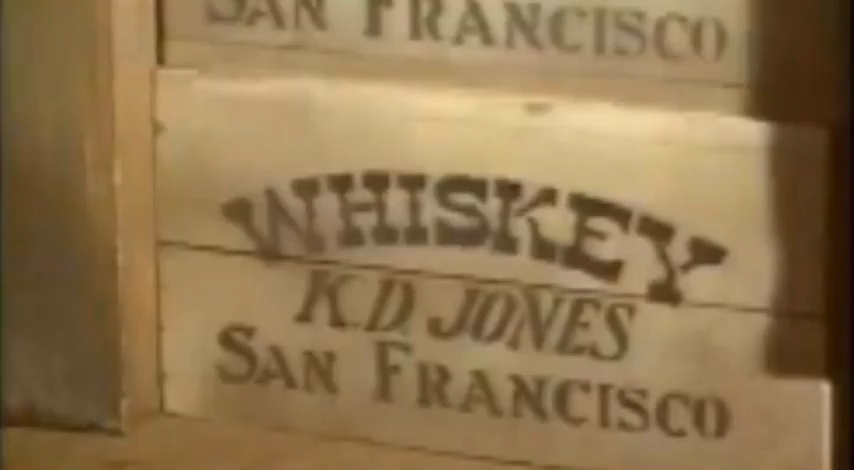 SAN FRANCISCO
WHISKEY
K.D. JONES
SAN FRANCISCO